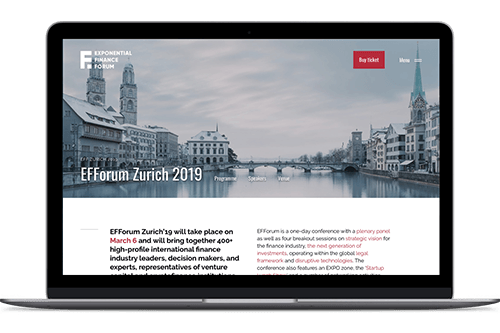 EXPONENTIAL
FINANCE
FORUM
Buy ticket
Menu
EFForum Zurich 2019
Programme Speakers Venue
EFForum Zurich'19 will take place on
March 6 and will bring together 400+
high-profile international finance
industry leaders, decision makers, and
experts, representatives of venture
capital and
EFForum is a one-day conference with a plenary panel
as well as four breakout sessions on strategic vision for
the finance industry, the next generation of
investments, operating within the global legal
framework and disruptive technologies. The
conference also features an EXPO zone, the 'Startup